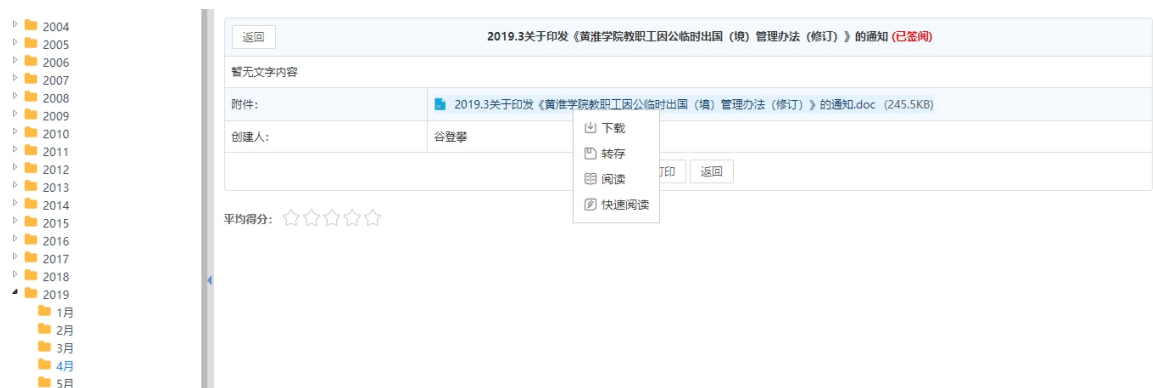 2004
2005
2006
2007
2008
2009
2010
2011
2012
2013
2014
2015
2016
2017
2018
2019
1月
2月
3月
4月
5月
返回
2019.3关于印发《黄淮学院教职工因公临时出国（境）管理办法（修订）》的通知 (已签阅)
暂无文字内容
附件:
2019.3关于印发《黄淮学院教职工因公临时出国（境）管理办法（修订）》的通知.doc (245.5KB)
创建人:
谷登攀
下载
转存
阅读
快速阅读
印
返回
平均得分: